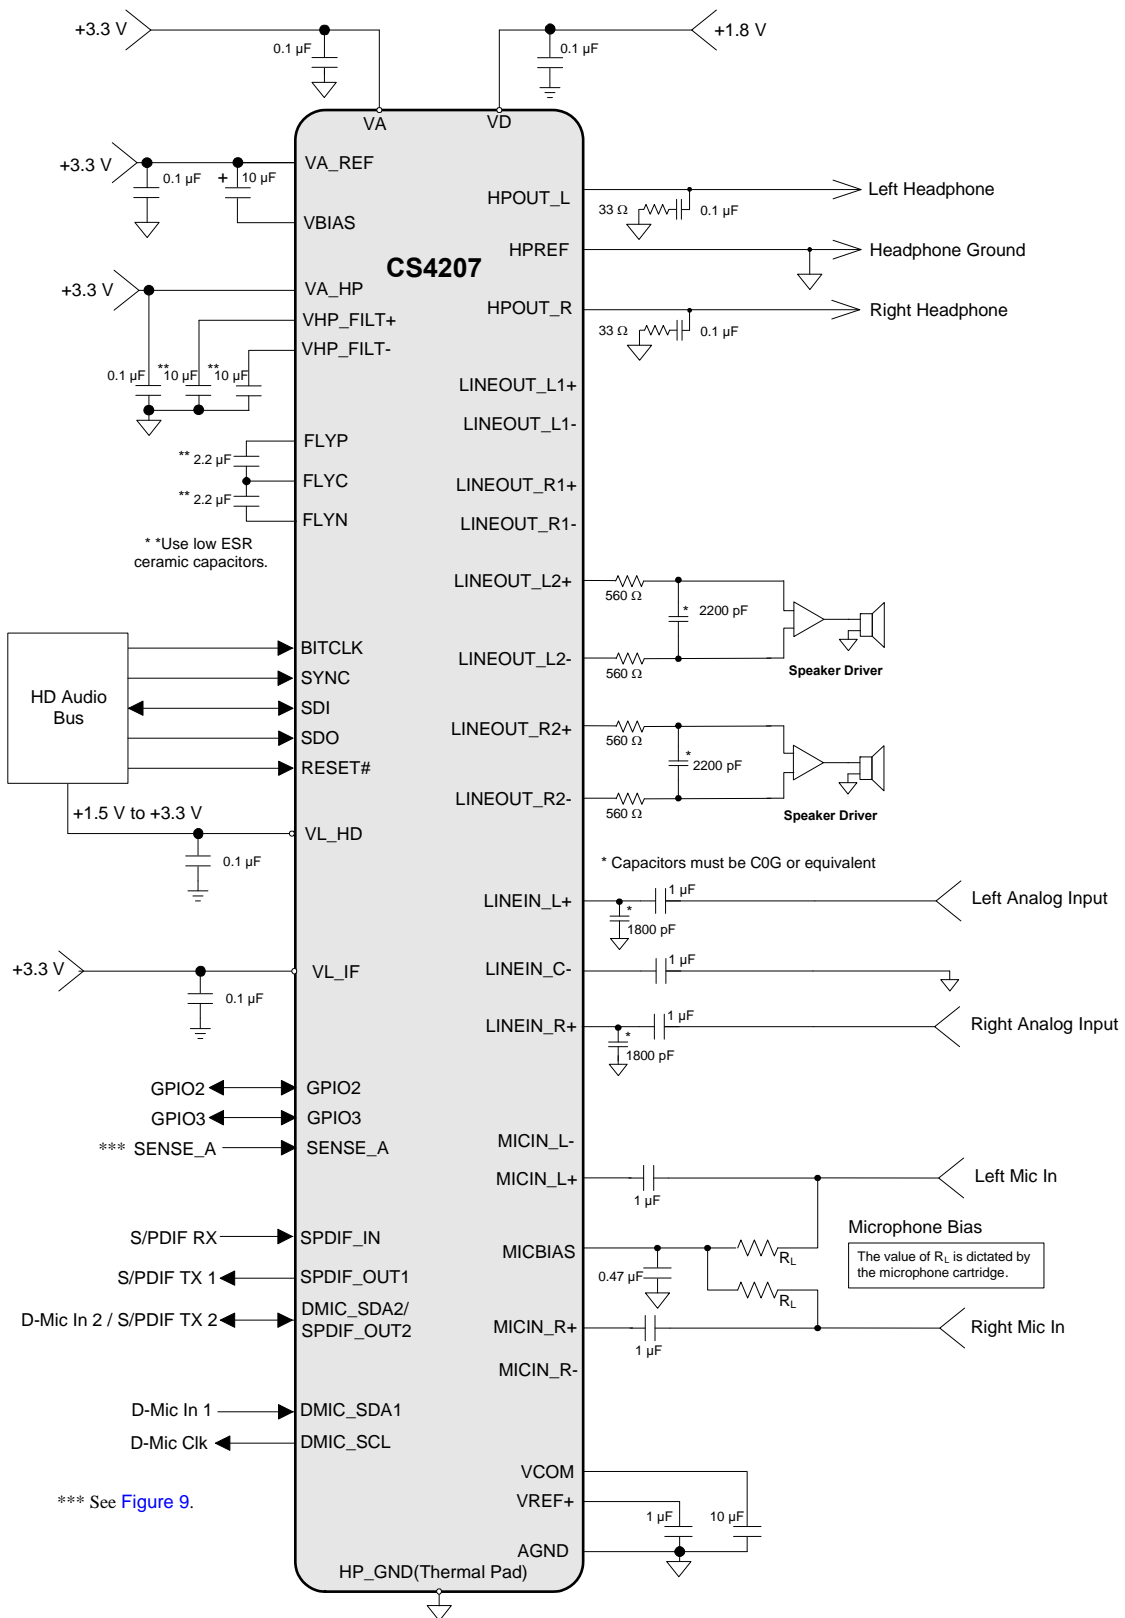 +3.3 V
0.1 µF
0.1 µF
+1.8 V
VA
VD
+3.3 V
0.1 µF
+
10 µF
VA_REF
VBIAS
CS4207
+3.3 V
VA_HP
VHP_FILT+
VHP_FILT-
0.1 µF
**10 µF
**10 µF
FLYP
** 2.2 µF
FLYC
** 2.2 µF
FLYN
* *Use low ESR
ceramic capacitors.
HD Audio
Bus
BITCLK
SYNC
SDI
SDO
RESET#
+1.5 V to +3.3 V
VL_HD
0.1 µF
+3.3 V
VL_IF
0.1 µF
GPIO2
GPIO2
GPIO3
GPIO3
*** SENSE_A
SENSE_A
S/PDIF RX
SPDIF_IN
S/PDIF TX 1
SPDIF_OUT1
D-Mic In 2 / S/PDIF TX 2
DMIC_SDA2/
SPDIF_OUT2
D-Mic In 1
DMIC_SDA1
D-Mic Clk
DMIC_SCL
*** See Figure 9.
HP_GND(Thermal Pad)
HPOUT_L
33 Ω
0.1 µF
Left Headphone
HPREF
Headphone Ground
HPOUT_R
33 Ω
0.1 µF
Right Headphone
LINEOUT_L1+
LINEOUT_L1-
LINEOUT_R1+
LINEOUT_R1-
LINEOUT_L2+
560 Ω
*
2200 pF
LINEOUT_L2-
560 Ω
Speaker Driver
LINEOUT_R2+
560 Ω
*
2200 pF
LINEOUT_R2-
560 Ω
Speaker Driver
* Capacitors must be C0G or equivalent
LINEIN_L+
1 µF
*
1800 pF
Left Analog Input
LINEIN_C-
1 µF
LINEIN_R+
1 µF
*
1800 pF
Right Analog Input
MICIN_L-
MICIN_L+
1 µF
Left Mic In
Microphone Bias
The value of RL is dictated by
the microphone cartridge.
MICBIAS
RL
0.47 µF
RL
MICIN_R+
1 µF
Right Mic In
MICIN_R-
VCOM
VREF+
1 µF
10 µF
AGND